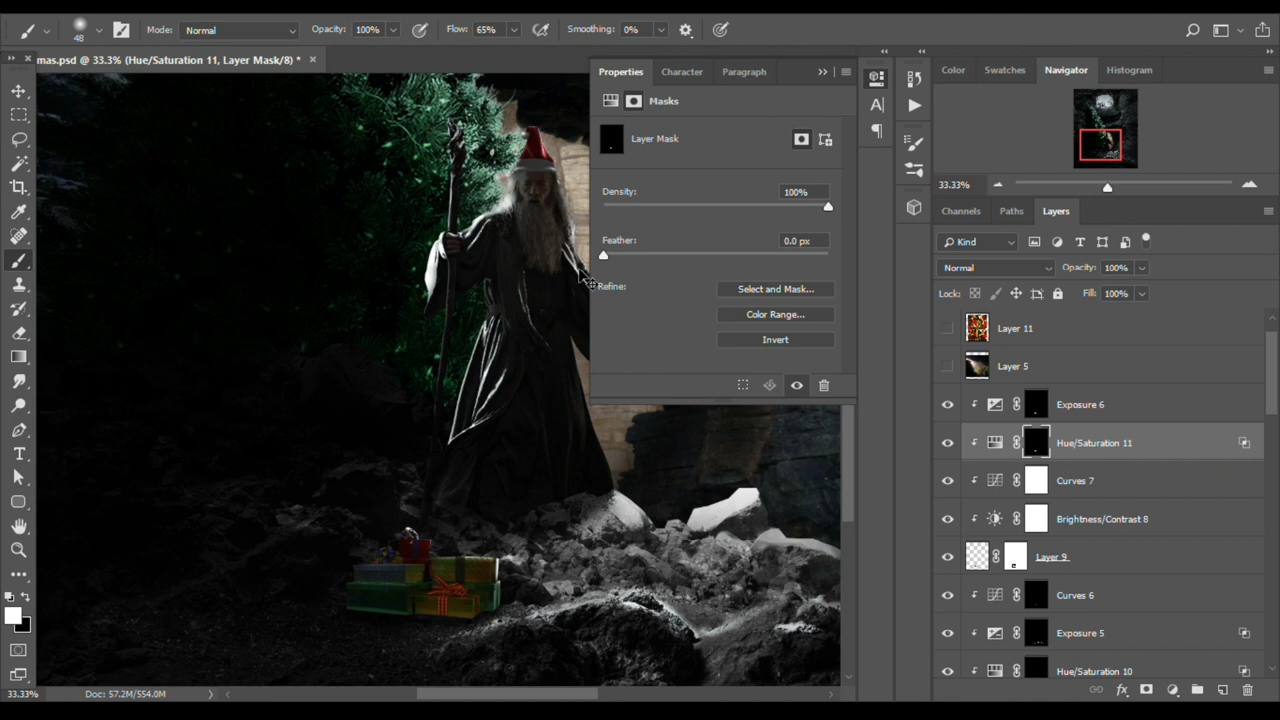 48
Mode: Normal
Opacity: 100%
Flow: 65%
Smoothing: 0%
mas.psd @ 33.3% (Hue/Saturation 11, Layer Mask/8) *
Properties
Character
Paragraph
Masks
Layer Mask
Density: 100%
Feather: 0.0 px
Refine:
Select and Mask...
Color Range...
Invert
Color
Swatches
Navigator
Histogram
33.33%
Channels
Paths
Layers
Kind
Normal
Opacity: 100%
Lock:
Fill: 100%
Layer 11
Layer 5
Exposure 6
Hue/Saturation 11
Curves 7
Brightness/Contrast 8
Layer 9
Curves 6
Exposure 5
Hue/Saturation 10
33.33%
Doc: 57.2M/554.0M